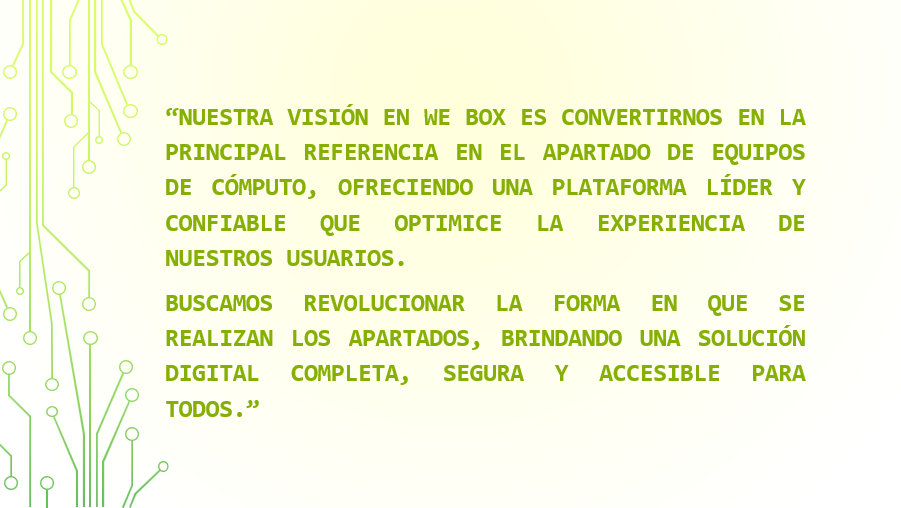 “NUESTRA VISIÓN EN WE BOX ES CONVERTIRNOS EN LA
PRINCIPAL REFERENCIA EN EL APARTADO DE EQUIPOS
DE CÓMPUTO, OFRECIENDO UNA PLATAFORMA LÍDER Y
CONFIABLE QUE OPTIMICE LA EXPERIENCIA DE
NUESTROS USUARIOS.
BUSCAMOS REVOLUCIONAR LA FORMA EN QUE SE
REALIZAN LOS APARTADOS, BRINDANDO UNA SOLUCIÓN
DIGITAL COMPLETA, SEGURA Y ACCESIBLE PARA
TODOS.”